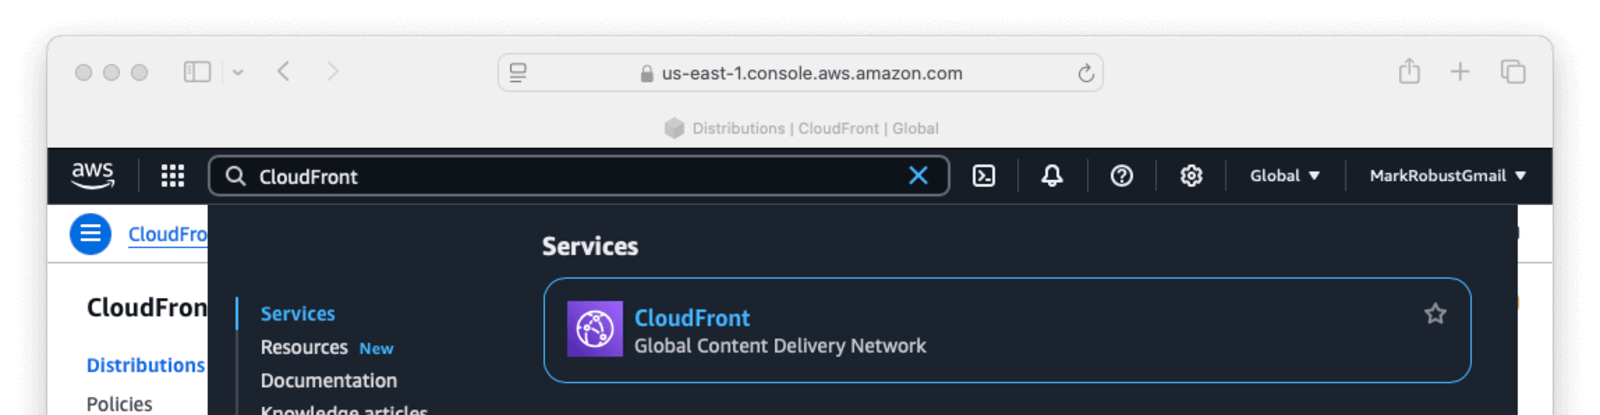 us-east-1.console.aws.amazon.com
Distributions | CloudFront | Global
aws
CloudFront
Global
MarkRobustGmail
CloudFro
Services
CloudFron
Services
CloudFront
Global Content Delivery Network
Resources New
Distributions
Documentation
Policies
Knowledge articles